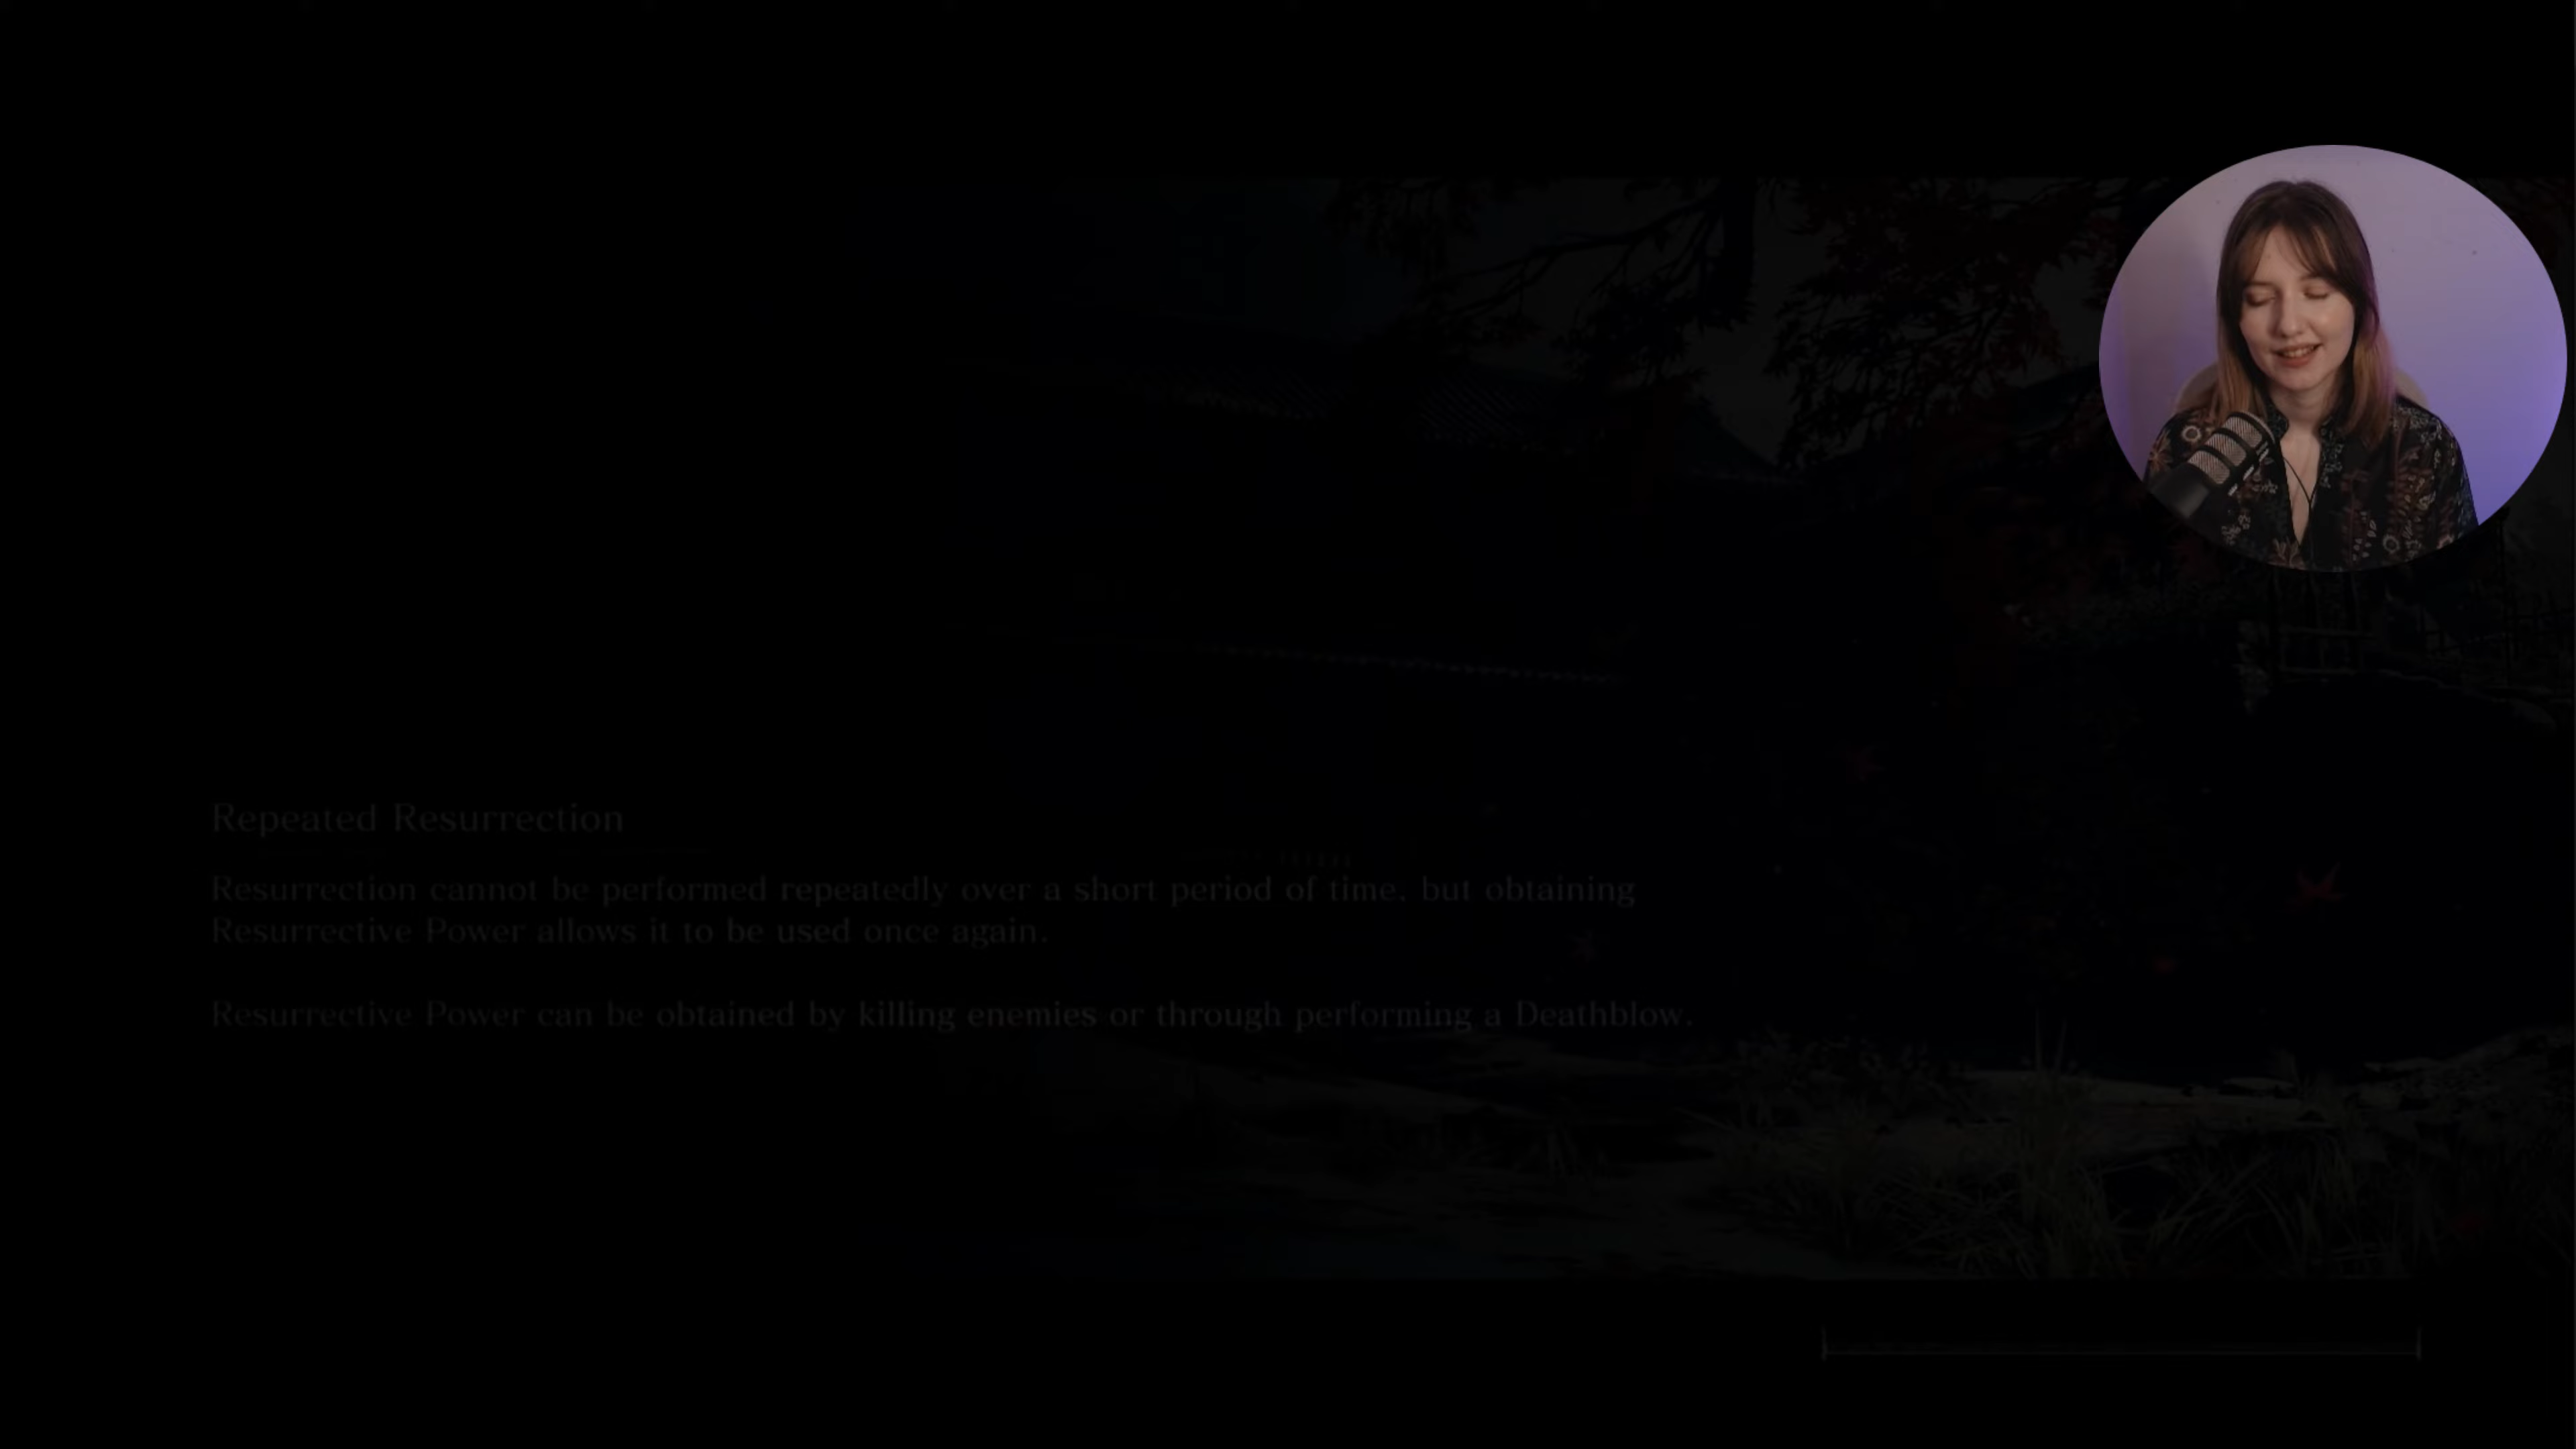 Repeated Resurrection
Resurrection cannot be performed repeatedly over a short period of time, but obtaining
Resurrective Power allows it to be used once again.
Resurrective Power can be obtained by killing enemies or through performing a Deathblow.